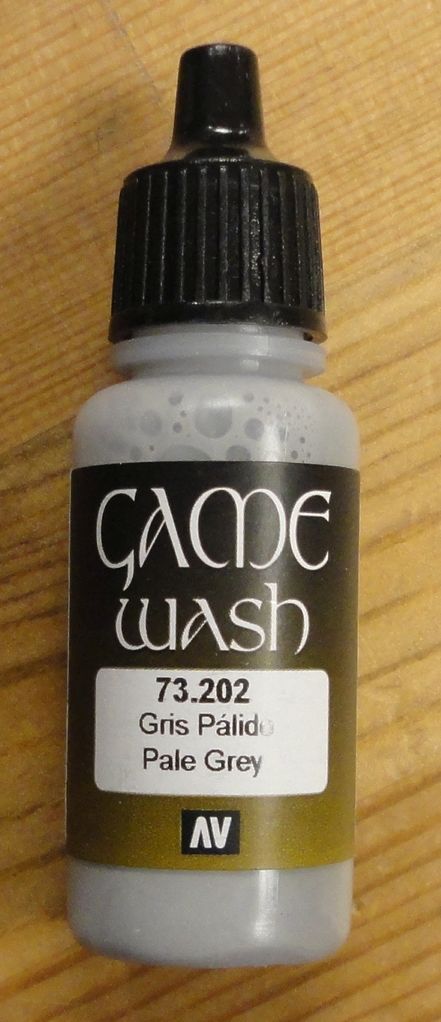 GAME
wash
73.202
Gris Pálido
Pale Grey
AV